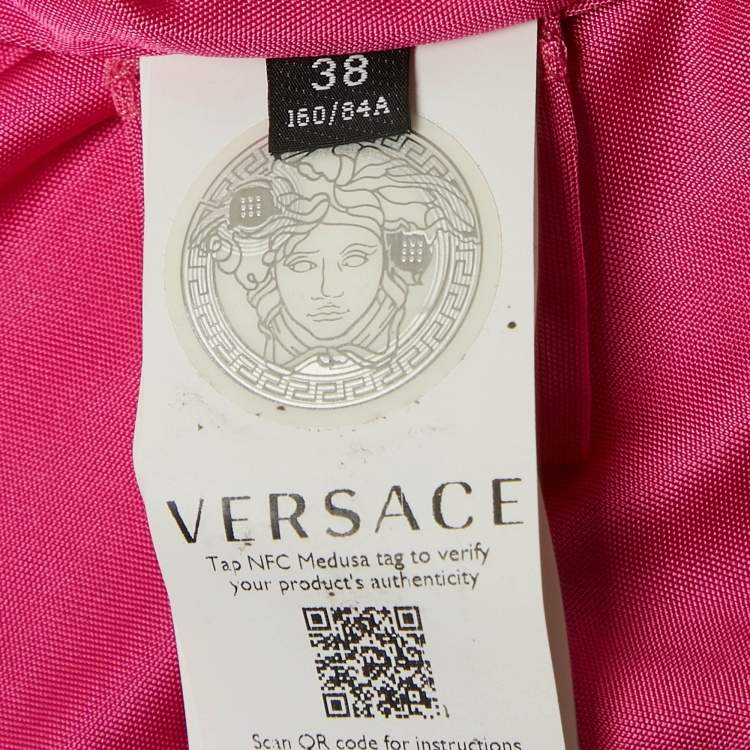 38
160/84A
VERSACE
Tap NFC Medusa tag to verify
your product's authenticity
Scan QR code for instructions